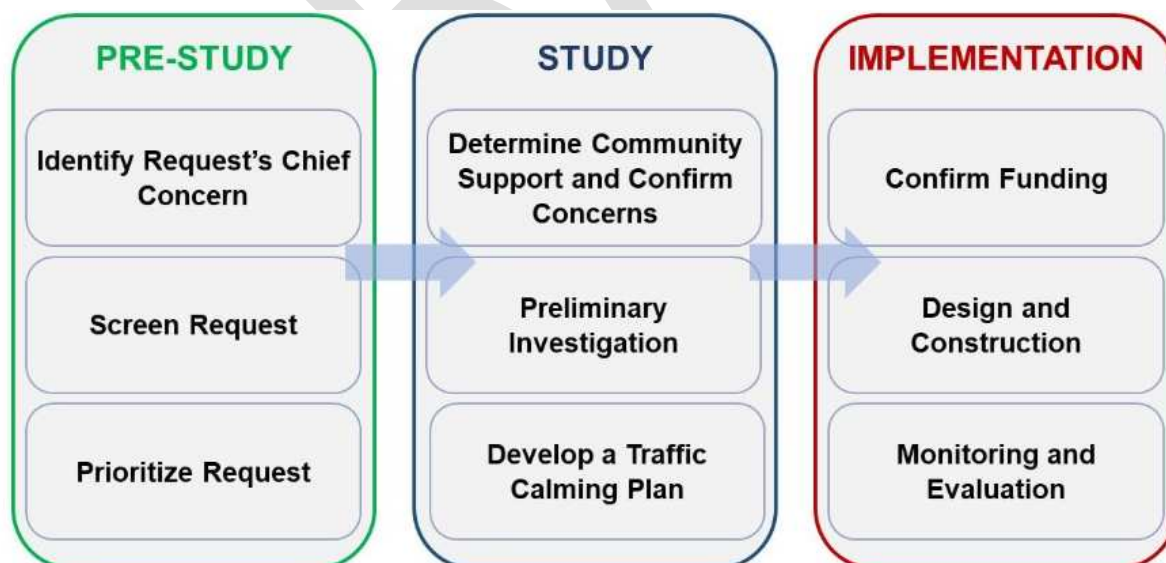 PRE-STUDY
Identify Request's Chief
Concern
Screen Request
Prioritize Request
STUDY
Determine Community
Support and Confirm
Concerns
Preliminary
Investigation
Develop a Traffic
Calming Plan
IMPLEMENTATION
Confirm Funding
Design and
Construction
Monitoring and
Evaluation